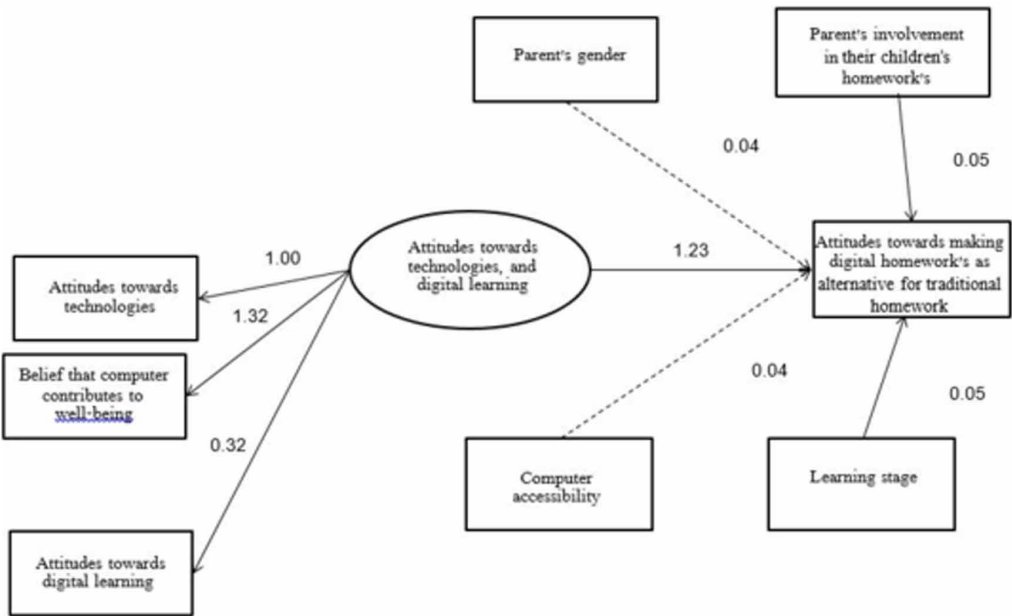 Parent's gender
Parent's involvement
in their children's
homework's
0.04
0.05
Attitudes towards
technologies, and
digital learning
1.23
Attitudes towards making
digital homework's as
alternative for traditional
homework
1.00
Attitudes towards
technologies
1.32
Belief that computer
contributes to
well-being
0.32
0.04
0.05
Computer
accessibility
Learning stage
Attitudes towards
digital learning